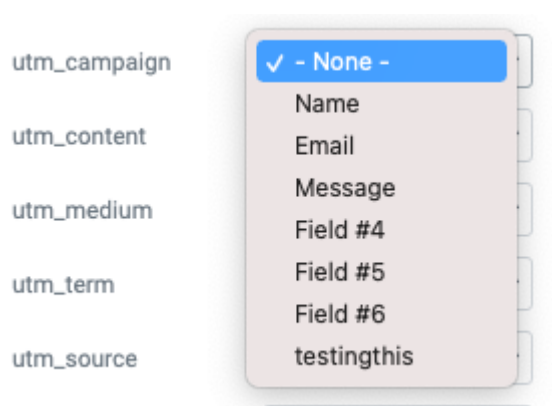 utm_campaign
✓ - None -
Name
utm_content
Email
Message
utm_medium
Field #4
Field #5
utm_term
Field #6
utm_source
testingthis